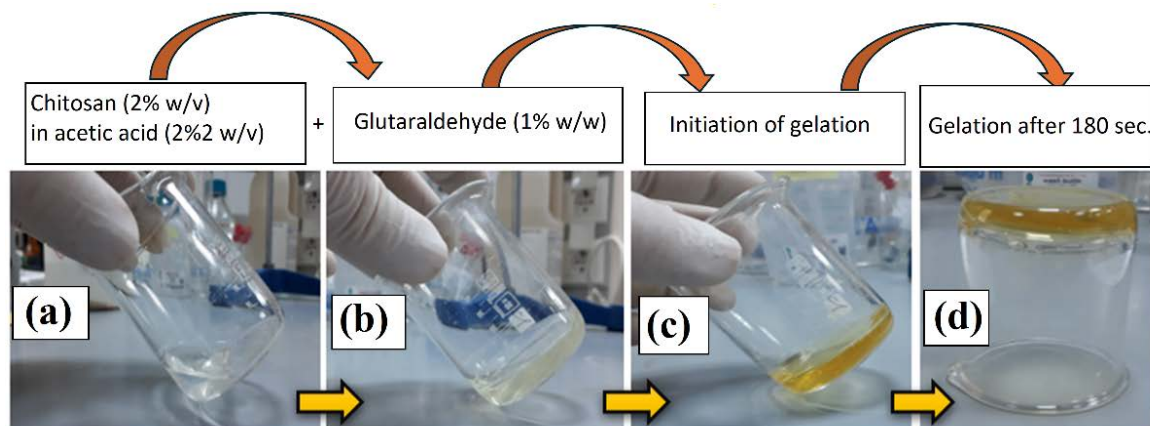 Chitosan (2% w/v)
in acetic acid (2%2 w/v)
+
Glutaraldehyde (1% w/w)
Initiation of gelation
Gelation after 180 sec.
(a)
(b)
(c)
(d)